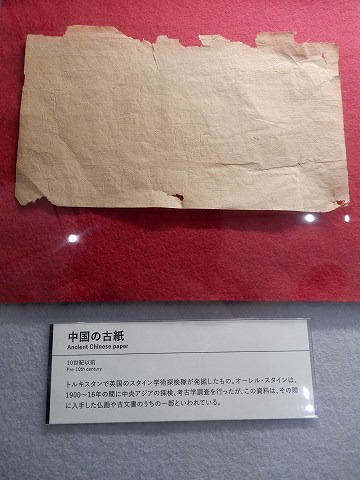 中国の古紙
Ancient Chinese paper
10世紀以前
Pre-10th century
トルキスタンで英国のスタイン学術探検隊が発掘したもの。オーレル・スタインは、
1900〜16年の間に中央アジアの探検、考古学調査を行ったが、この資料は、その際
に入手した仏画や古文書のうちの一部といわれている。